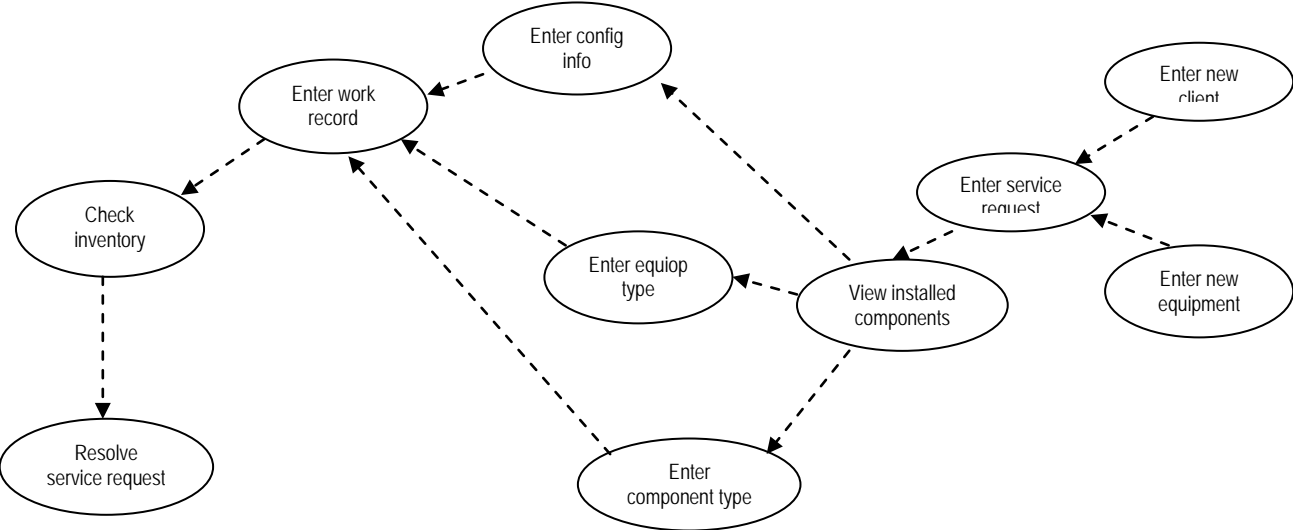 Enter config
info
Enter new
client
Enter work
record
Enter service
request
Check
inventory
Enter equiop
type
View installed
components
Enter new
equipment
Resolve
service request
Enter
component type